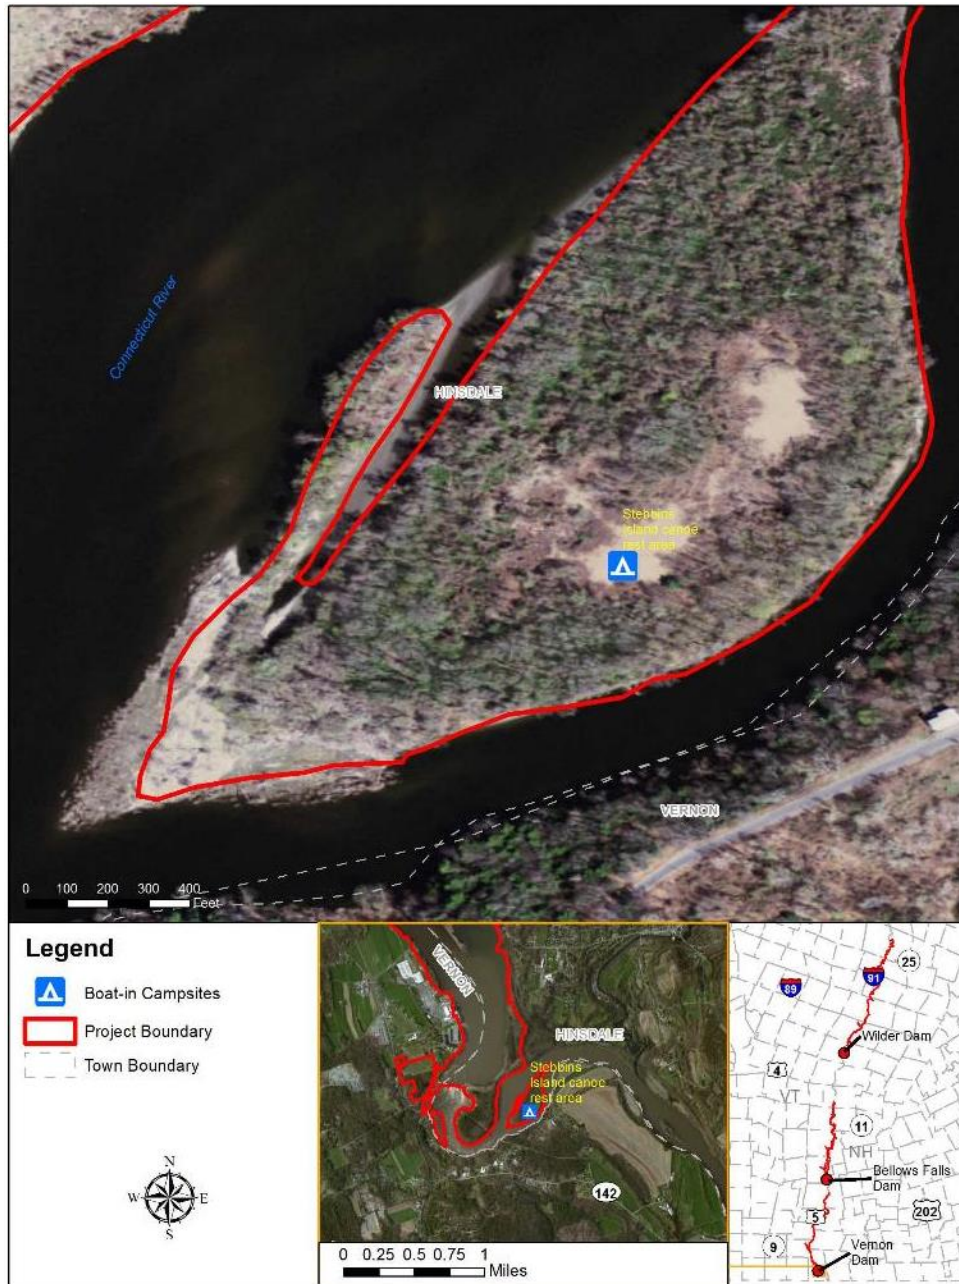 Connecticut River
HINSDALE
Stebbins
Island canoe
rest area
VERNON
0 100 200 300 400
Feet
Legend
Boat-in Campsites
Project Boundary
Town Boundary
N
W E
S
VERNON
HINSDALE
Stebbins
Island canoe
rest area
142
0 0.25 0.5 0.75 1
Miles
25
91
89
Wilder Dam
4
VT
11
NH
Bellows Falls
Dam
202
5
9
Vernon
Dam